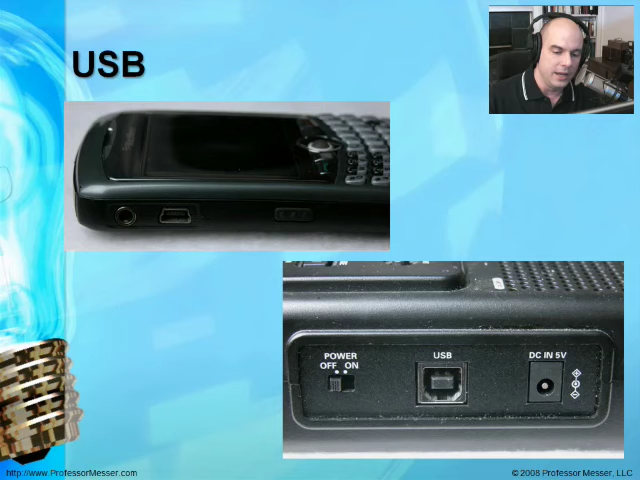 USB
POWER
OFF ON
USB
DC IN 5V
http://www.ProfessorMesser.com
© 2008 Professor Messer, LLC